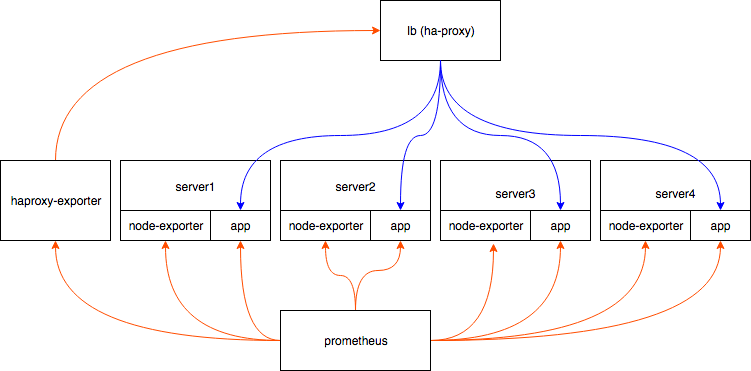 lb (ha-proxy)
haproxy-exporter
server1
node-exporter
app
server2
node-exporter
app
server3
node-exporter
app
server4
node-exporter
app
prometheus